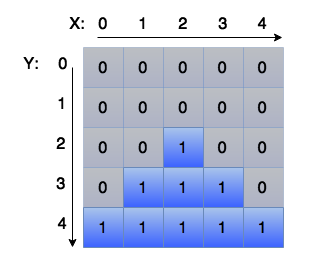 X: 0 1 2 3 4
Y: 0 0 0 0 0 0
1 0 0 0 0 0
2 0 0 1 0 0
3 0 1 1 1 0
4 1 1 1 1 1